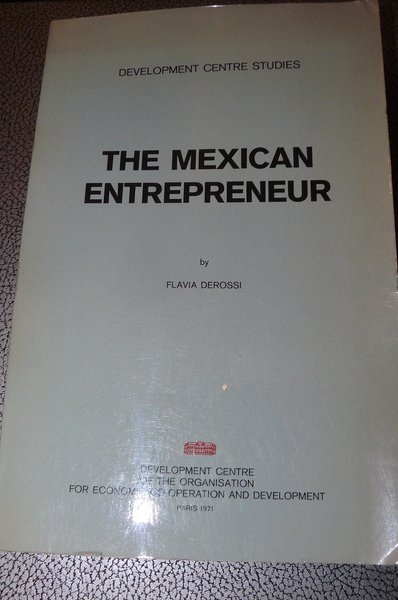 DEVELOPMENT CENTRE STUDIES
THE MEXICAN
ENTREPRENEUR
by
FLAVIA DEROSSI
DEVELOPMENT CENTRE
OF THE ORGANISATION
FOR ECONOMIC CO-OPERATION AND DEVELOPMENT
PARIS 1971